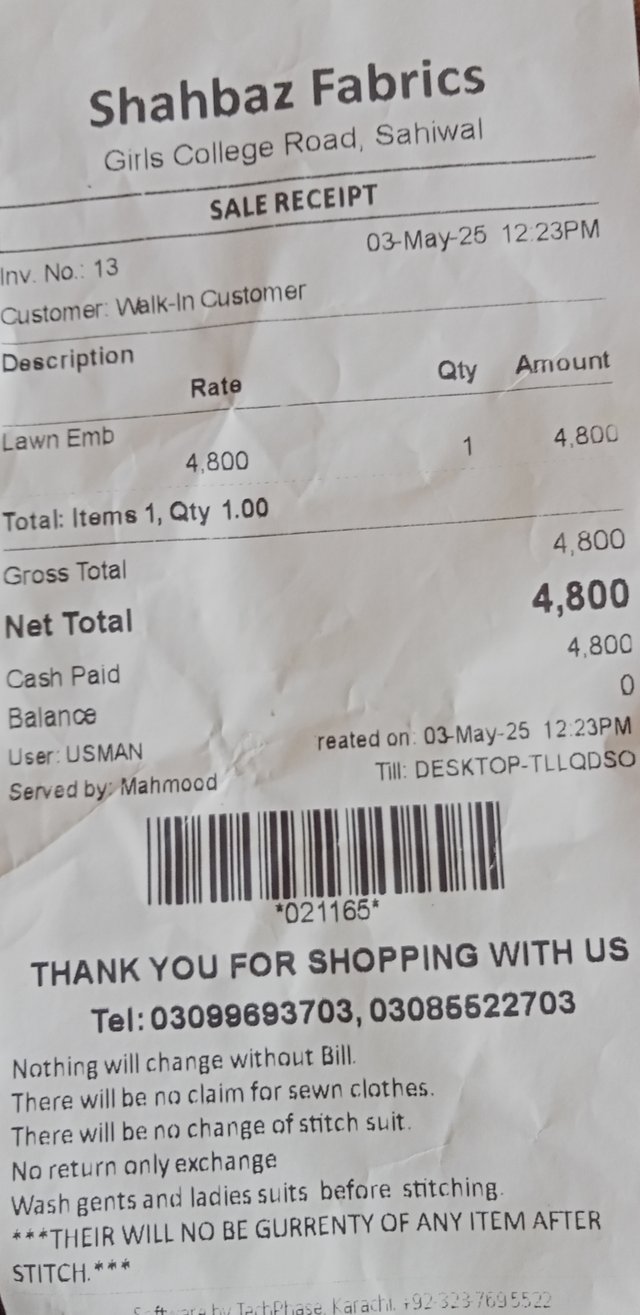 Shahbaz Fabrics
Girls College Road, Sahiwal
SALE RECEIPT
03-May-25 12:23PM
Inv. No.: 13
Customer: Walk-In Customer
Description Rate Qty Amount
Lawn Emb 4,800 1 4,800
Total: Items 1, Qty 1.00
Gross Total 4,800
Net Total 4,800
Cash Paid 4,800
Balance 0
User: USMAN reated on: 03-May-25 12:23PM
Served by: Mahmood Till: DESKTOP-TLLQDSO
*021165*
THANK YOU FOR SHOPPING WITH US
Tel: 03099693703, 03085522703
Nothing will change without Bill.
There will be no claim for sewn clothes.
There will be no change of stitch suit.
No return only exchange
Wash gents and ladies suits before stitching.
***THEIR WILL NO BE GURRENTY OF ANY ITEM AFTER
STITCH.***
by TechPhase, Karachi. +92-323-7695522